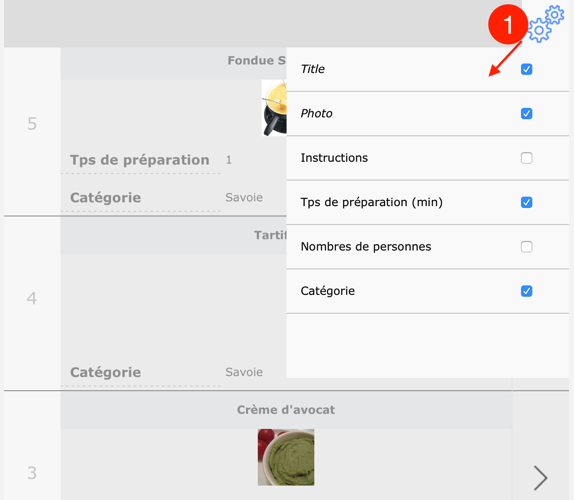 1
Fondue S
Title
Photo
5
Instructions
Tps de préparation 1
Catégorie Savoie
Tps de préparation (min)
Tartif
Nombres de personnes
4
Catégorie
Catégorie Savoie
Crème d'avocat
3